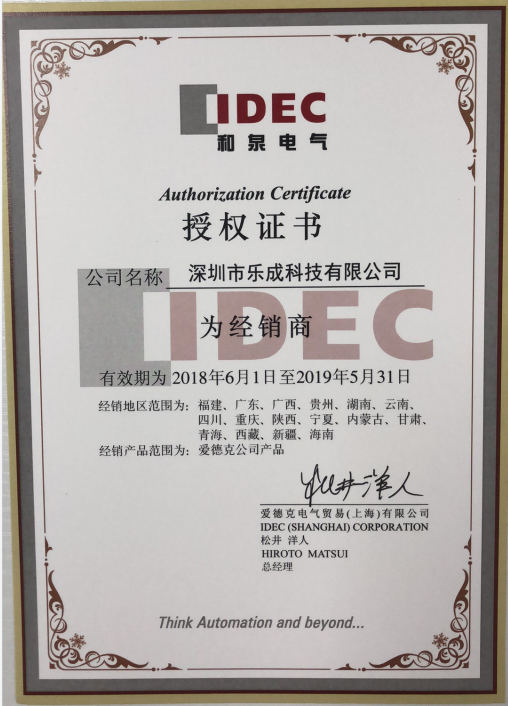 IDEC
和泉电气
Authorization Certificate
授权证书
公司名称 深圳市乐成科技有限公司
IDEC
为经销商
有效期为 2018年6月1日至2019年5月31日
经销地区范围为：福建、广东、广西、贵州、湖南、云南、
四川、重庆、陕西、宁夏、内蒙古、甘肃、
青海、西藏、新疆、海南
经销产品范围为：爱德克公司产品
松井洋人
爱德克电气贸易(上海)有限公司
IDEC (SHANGHAI) CORPORATION
松井 洋人
HIROTO MATSUI
总经理
Think Automation and beyond...